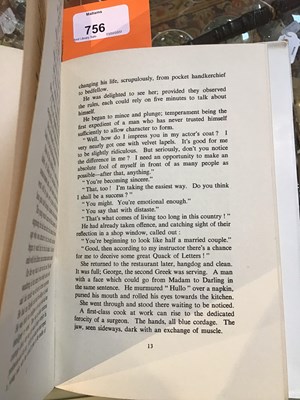 Matrons
756
changing his life, scrupulously, from pocket handkerchief
to bedfellow.
He was delighted to see her; provided they observed
the rules, each could rely on five minutes to talk about
himself.
He began to mince and plunge; temperament being the
first expedient of a man who has never trusted himself
sufficiently to allow character to form.
" Well, how do I impress you in my actor's coat ? I
very nearly got one with velvet lapels. It's good for me
to be slightly ridiculous. But seriously, don't you notice
the difference in me ? I need an opportunity to make an
absolute fool of myself in front of as many people as
possible—after that, anything."
" You're becoming sincere."
" That, too ! I'm taking the easiest way. Do you think
I shall be a success ? "
" You might. You're emotional enough."
" You say that with distaste."
" That's what comes of living too long in this country ! "
He had already taken offence, and catching sight of their
reflection in a shop window, called out :
" You're beginning to look like half a married couple."
" Good, then according to my instructor there's a chance
for me to deceive some great Quack of Letters ! "
She returned to the restaurant later, hangdog and clean.
It was full; George, the second Greek was serving. A man
with a face which could go from Madam to Darling in
the same sentence. He murmured " Hullo " over a napkin,
pursed his mouth and rolled his eyes towards the kitchen.
She went through and stood there waiting to be noticed.
A first-class cook at work can rise to the dedicated
ferocity of a surgeon. The hands, all blue cordage. The
jaw, seen sideways, dark with an exchange of muscle.
13